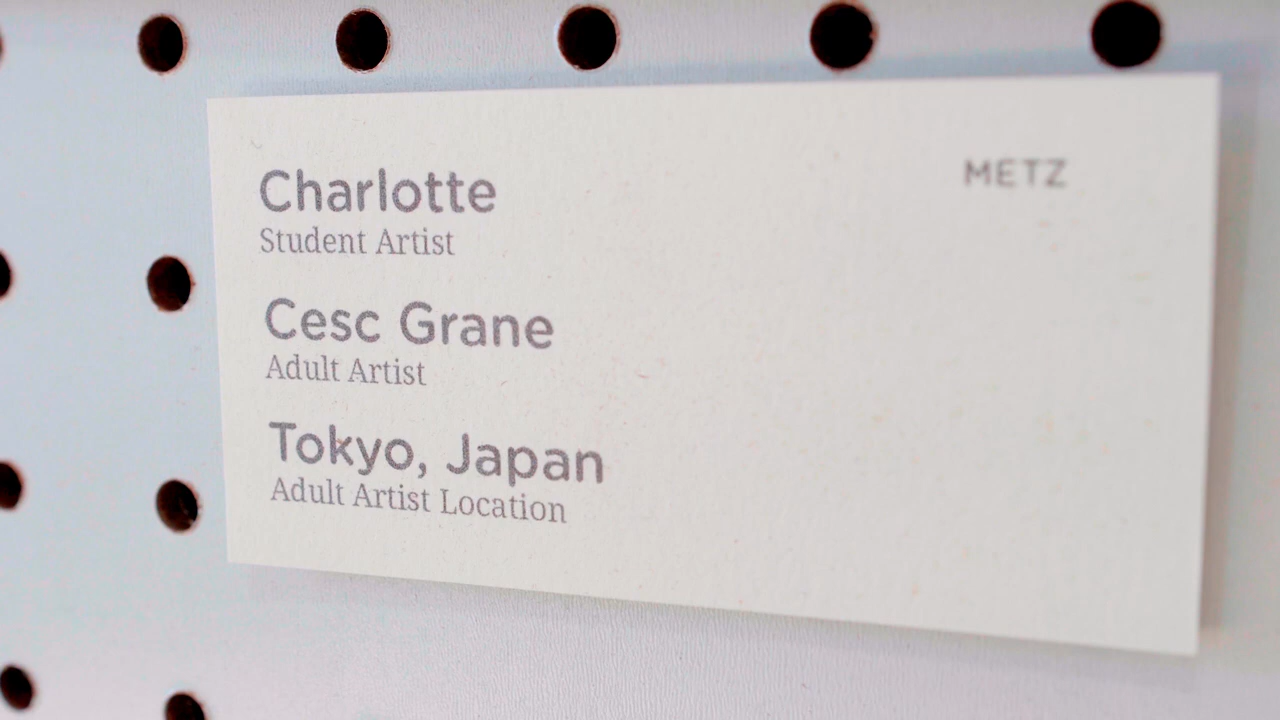 Charlotte
Student Artist
METZ
Cesc Grane
Adult Artist
Tokyo, Japan
Adult Artist Location